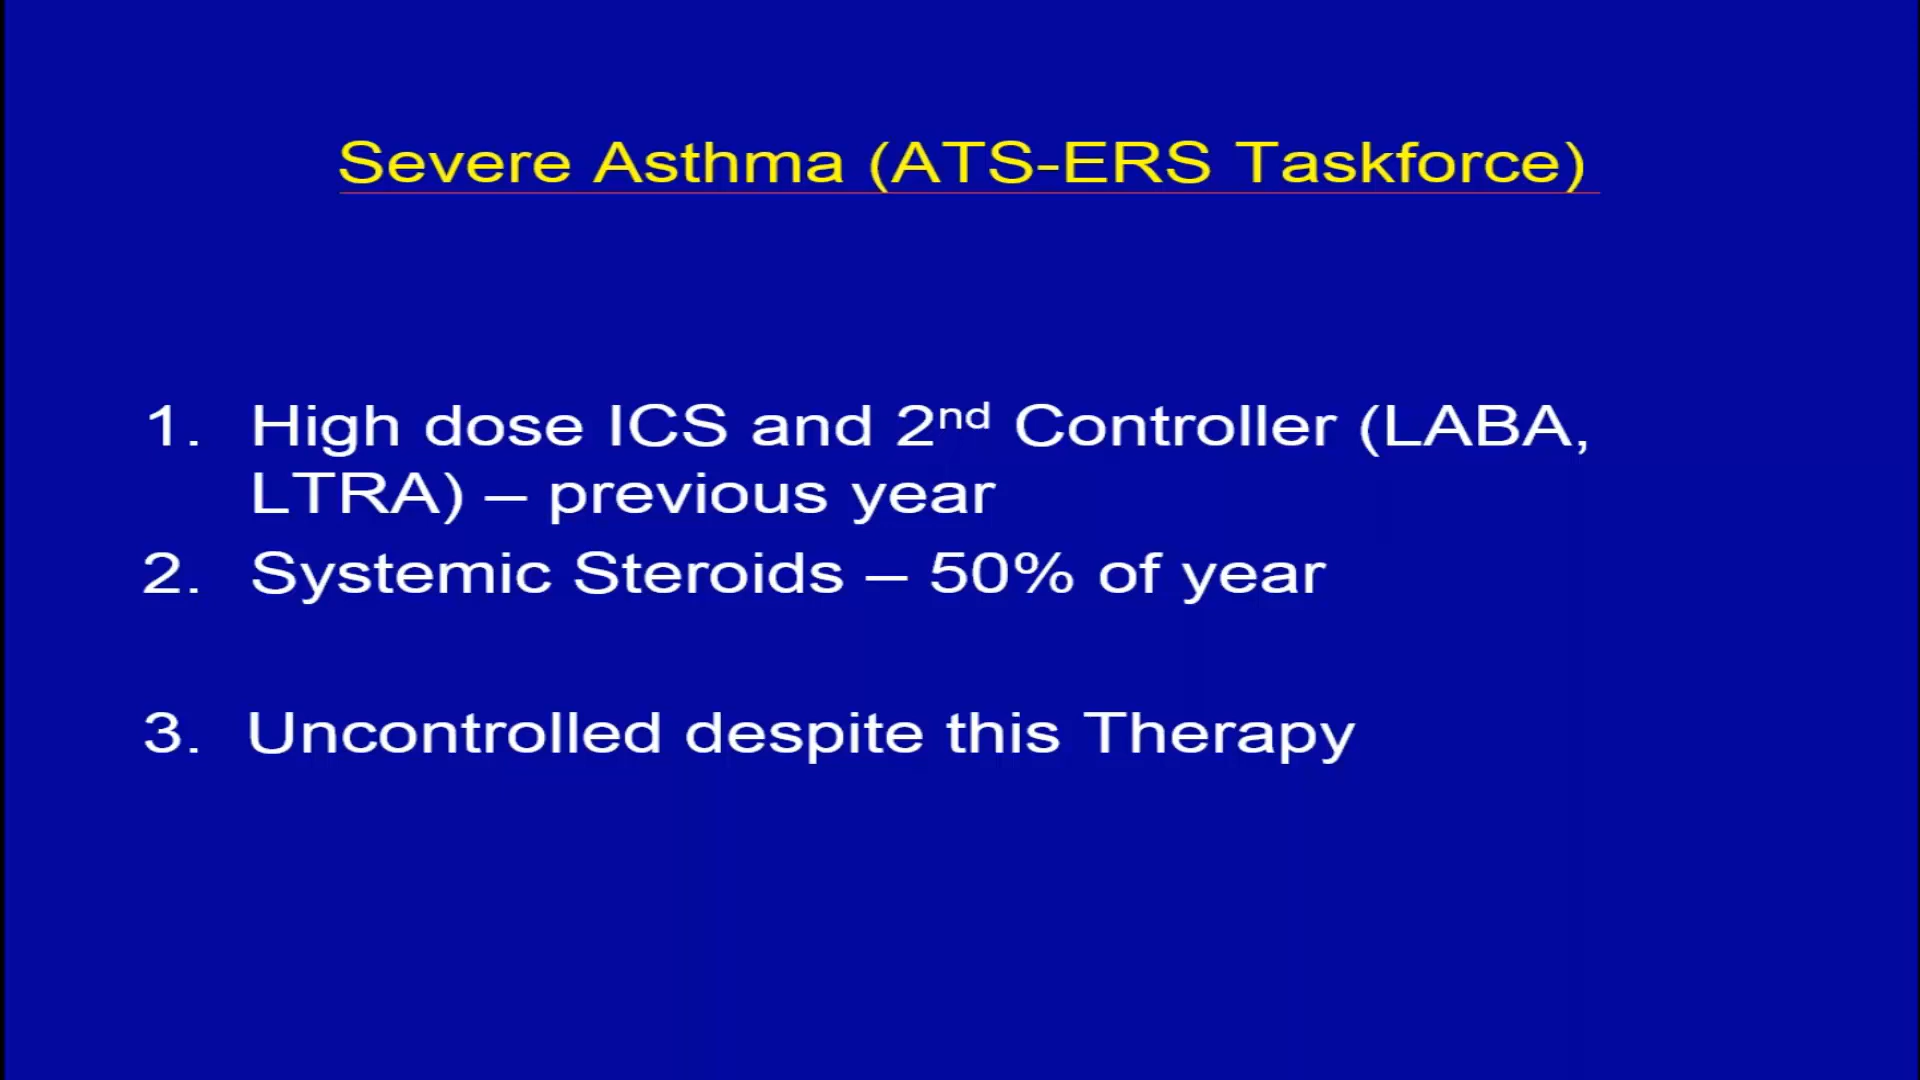 Severe Asthma (ATS-ERS Taskforce)
1. High dose ICS and 2nd Controller (LABA,
LTRA) – previous year
2. Systemic Steroids – 50% of year
3. Uncontrolled despite this Therapy